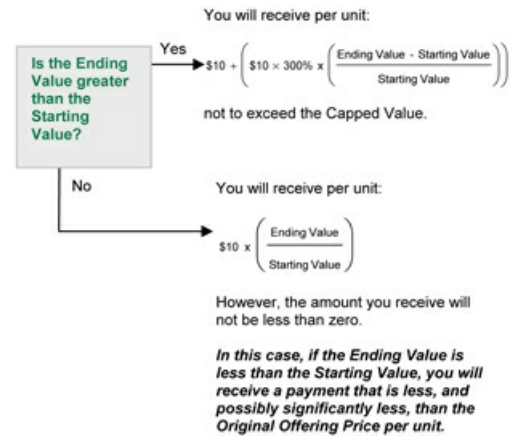 You will receive per unit:
Is the Ending
Value greater
than the
Starting
Value?
Yes
$10 + ( $10 × 300% x ( Ending Value - Starting Value
Starting Value ) )
not to exceed the Capped Value.
No
You will receive per unit:
$10 x ( Ending Value
Starting Value )
However, the amount you receive will
not be less than zero.
In this case, if the Ending Value is
less than the Starting Value, you will
receive a payment that is less, and
possibly significantly less, than the
Original Offering Price per unit.